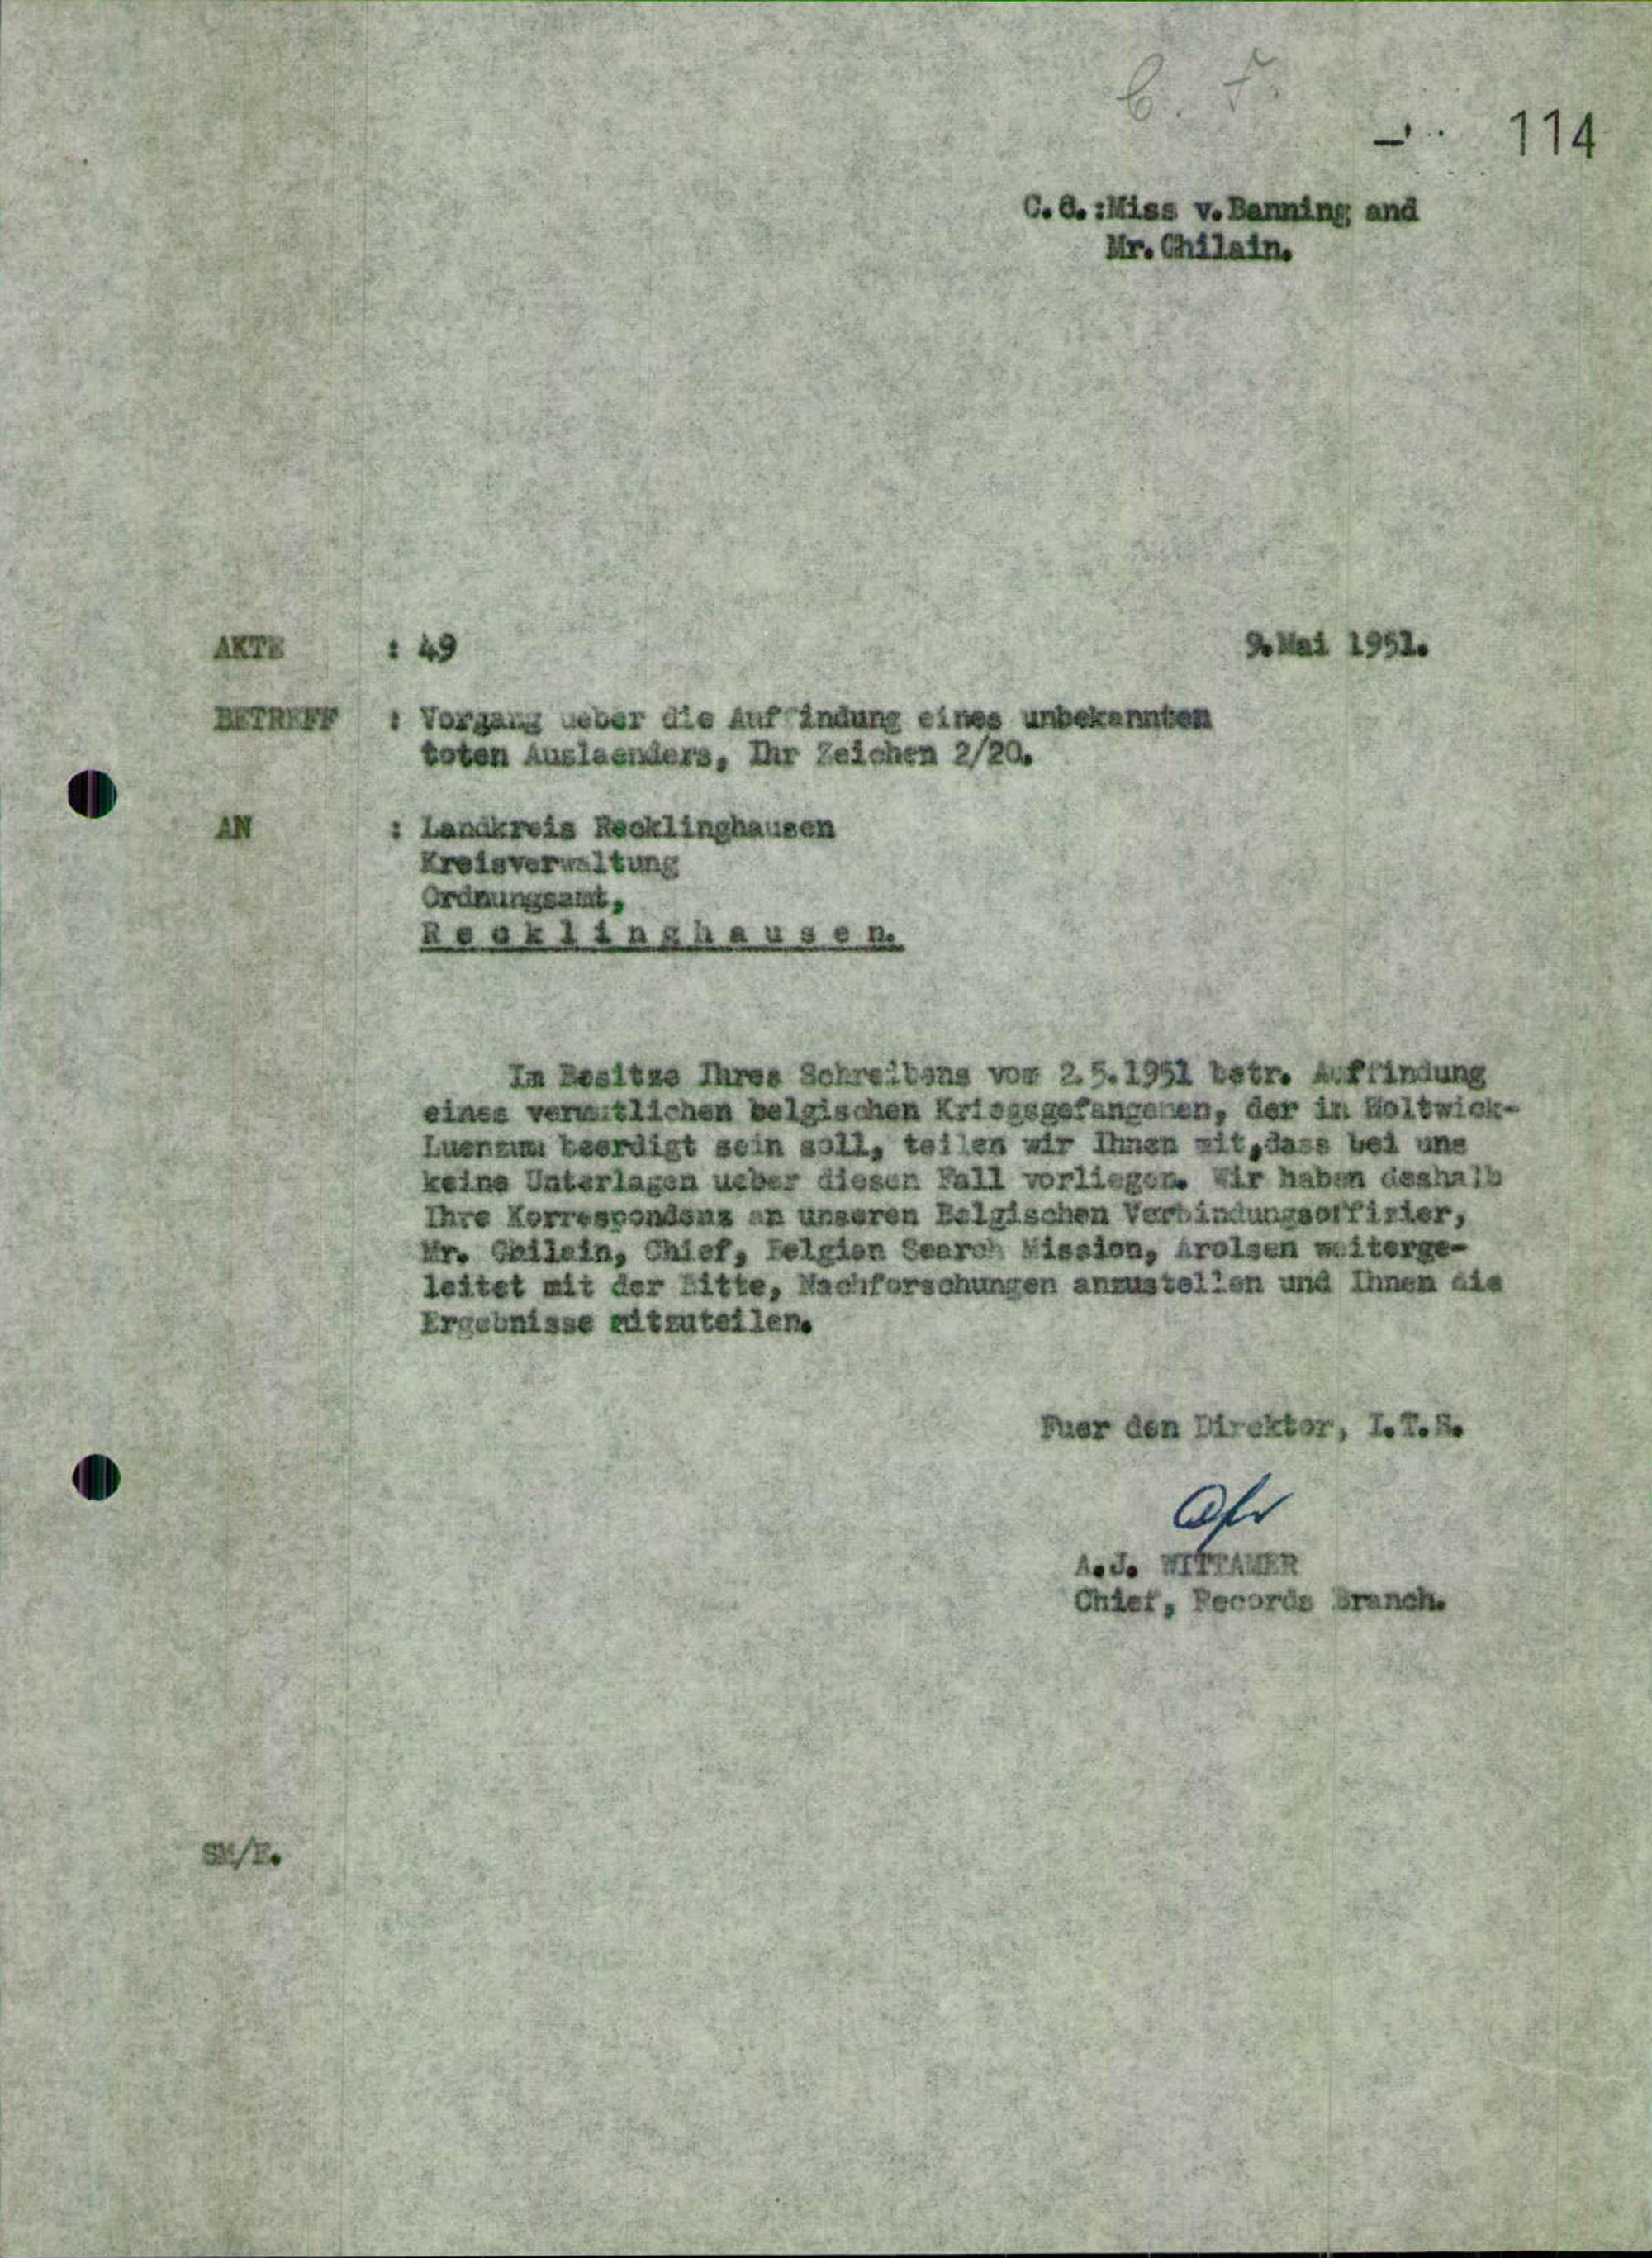 114
C.C.:Miss v.Banning and
Mr.Ghilain.
AKTE : 49 9.Mai 1951.
BETREFF : Vorgang ueber die Auffindung eines unbekannten
toten Auslaenders, Ihr Zeichen 2/20.
AN : Landkreis Recklinghausen
Kreisverwaltung
Ordnungsamt,
R e c k l i n g h a u s e n.
Im Besitze Ihres Schreibens vom 2.5.1951 betr. Auffindung
eines vermutlichen belgischen Kriegsgefangenen, der in Holtwick-
beerdigt sein soll, teilen wir Ihnen mit,dass bei uns
keine Unterlagen ueber diesen Fall vorliegen. Wir haben deshalb
Ihre Korrespondenz an unseren Belgischen Verbindungsoffizier,
Mr. Ghilain, Chief, Belgian Search Mission, Arolsen weiterge-
leitet mit der Bitte, Nachforschungen anzustellen und Ihnen die
Ergebnisse mitzuteilen.
Fuer den Direktor, I.T.S.
A.J. WITTAMER
Chief, Records Branch.